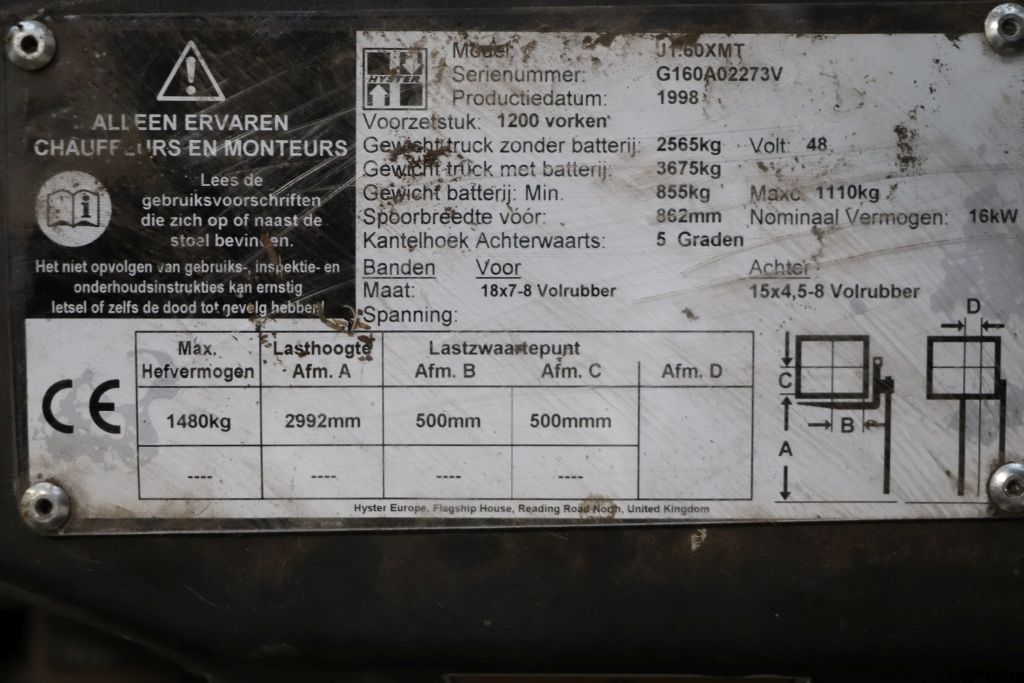 ALLEEN ERVAREN
CHAUFFEURS EN MONTEURS
Lees de
gebruiksvoorschriften
die zich op of naast de
stoel bevinden.
Het niet opvolgen van gebruiks-, inspektie- en
onderhoudsinstrukties kan ernstig
letsel of zelfs de dood tot gevolg hebben!
HYSTER
Model: J1.60XMT
Serienummer: G160A02273V
Productiedatum: 1998
Voorzetstuk: 1200 vorken
Gewicht truck zonder batterij: 2565kg Volt: 48
Gewicht truck met batterij: 3675kg
Gewicht batterij: Min. 855kg Maxc. 1110kg
Spoorbreedte vóór: 862mm Nominaal Vermogen: 16kW
Kantelhoek Achterwaarts: 5 Graden
Banden Voor Achter
Maat: 18x7-8 Volrubber 15x4,5-8 Volrubber
Spanning:
CE
Max. Lasthoogte Lastzwaartepunt
Hefvermogen Afm. A Afm. B Afm. C Afm. D
1480kg 2992mm 500mm 500mmm
---- ---- ---- ----
C
B
A
D
Hyster Europe, Flagship House, Reading Road North, United Kingdom